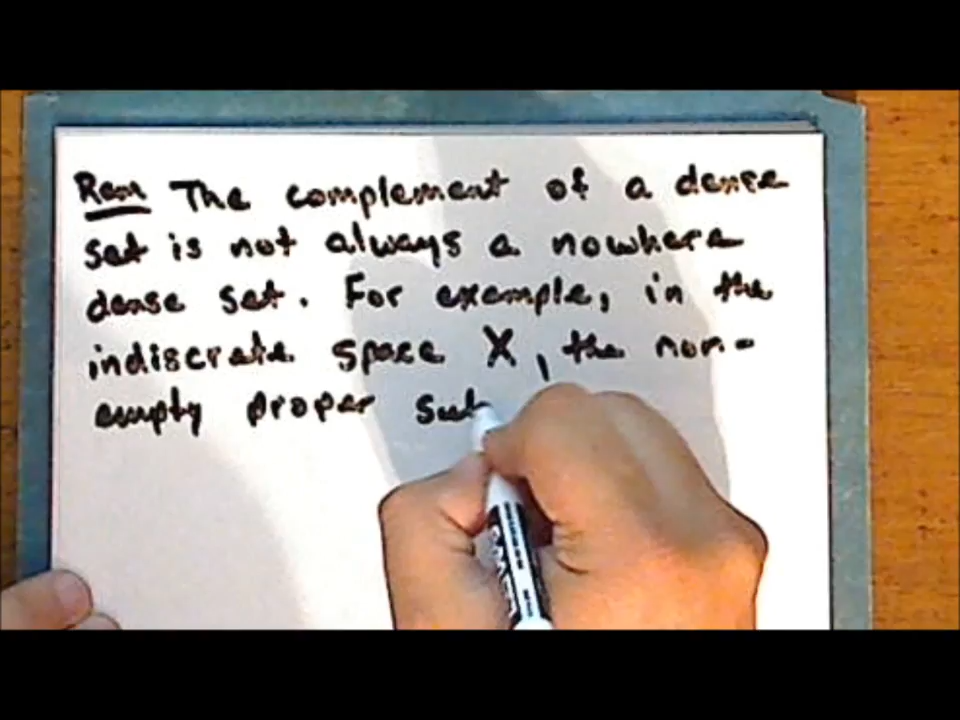 Rem The complement of a dense
set is not always a nowhere
dense set. For example, in the
indiscrete space X, the non-
empty proper set